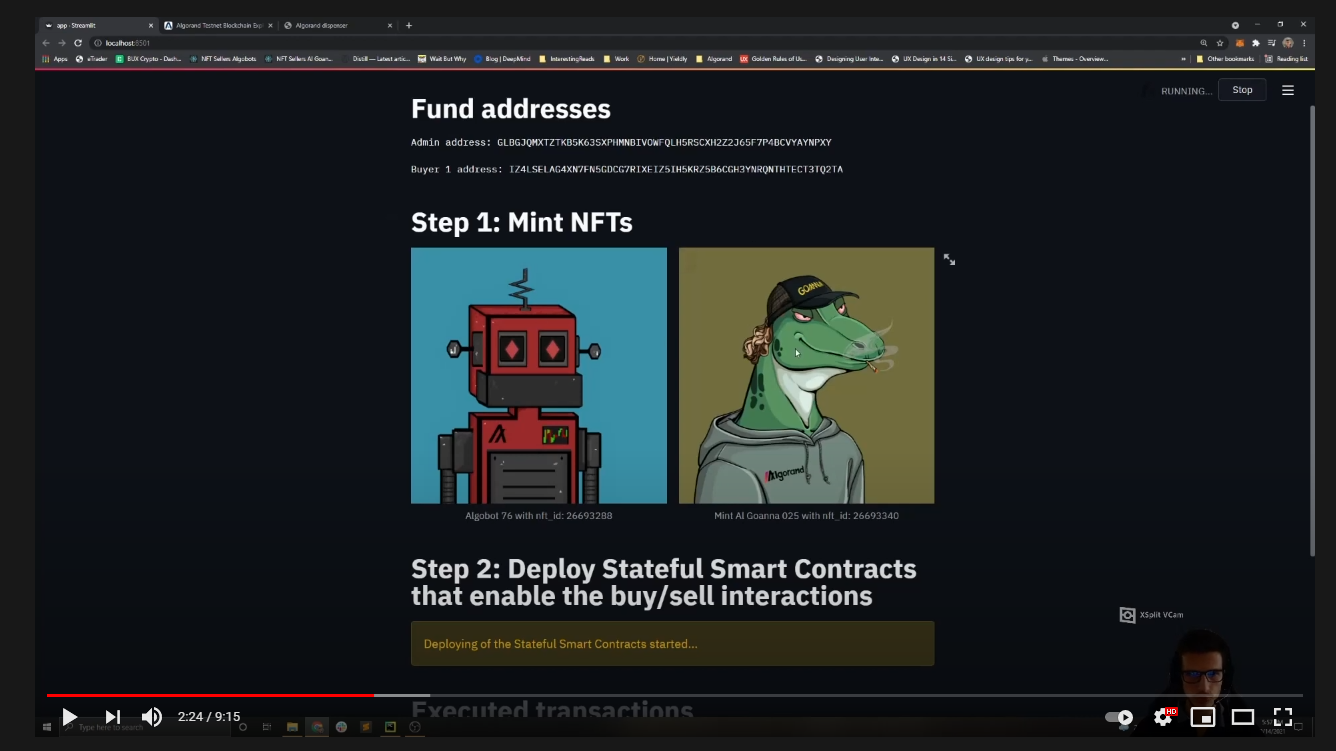 app · Streamlit
Algorand Testnet Blockchain Exp
Algorand dispenser
localhost:8501
Apps
eTrader
BUX Crypto - Dash...
NFT Sellers Algobots
NFT Sellers Al Goan...
Distill — Latest artic...
Wait But Why
Blog | DeepMind
InterestingReads
Work
Home | Yieldly
Algorand
Golden Rules of Us...
Designing User Inte...
UX Design in 14 Si...
UX design tips for y...
Themes - Overview...
»
Other bookmarks
Reading list
RUNNING...
Stop
Fund addresses
Admin address: GLBGJQMXTZTKB5K63SXPHMNBIVOWFQLH5RSCXH2Z2J65F7P4BCVYAYNPXY
Buyer 1 address: IZ4LSELAG4XN7FN5GDCG7RIXEIZ5IH5KRZ5B6CGH3YNRQNTHTECT3TQ2TA
Step 1: Mint NFTs
GOANNA
Algorand
Algobot 76 with nft_id: 26693288
Mint Al Goanna 025 with nft_id: 26693340
Step 2: Deploy Stateful Smart Contracts
that enable the buy/sell interactions
XSplit VCam
Deploying of the Stateful Smart Contracts started...
Executed transactions
2:24 / 9:15
HD
Type here to search